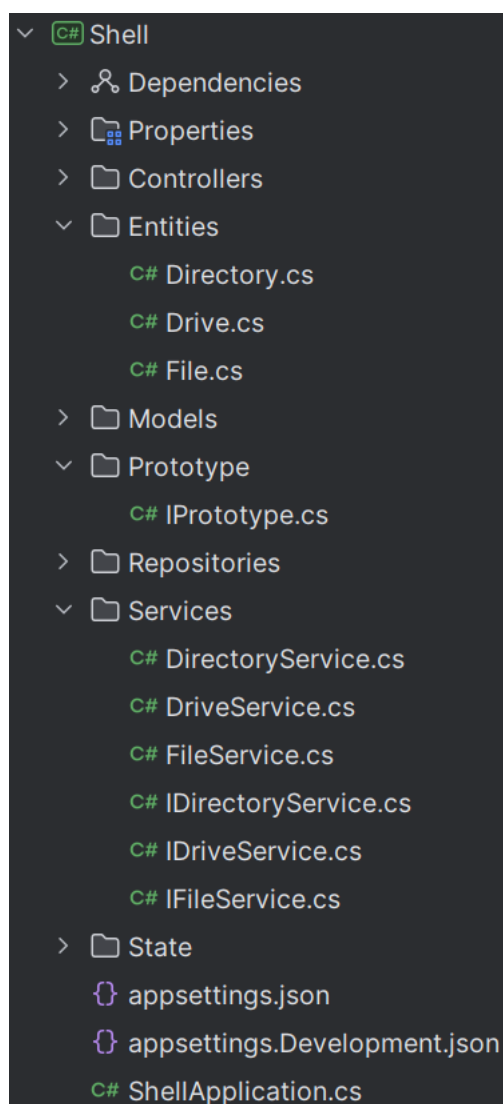 C# Shell
Dependencies
Properties
Controllers
Entities
C# Directory.cs
C# Drive.cs
C# File.cs
Models
Prototype
C# IPrototype.cs
Repositories
Services
C# DirectoryService.cs
C# DriveService.cs
C# FileService.cs
C# IDirectoryService.cs
C# IDriveService.cs
C# IFileService.cs
State
{} appsettings.json
{} appsettings.Development.json
C# ShellApplication.cs